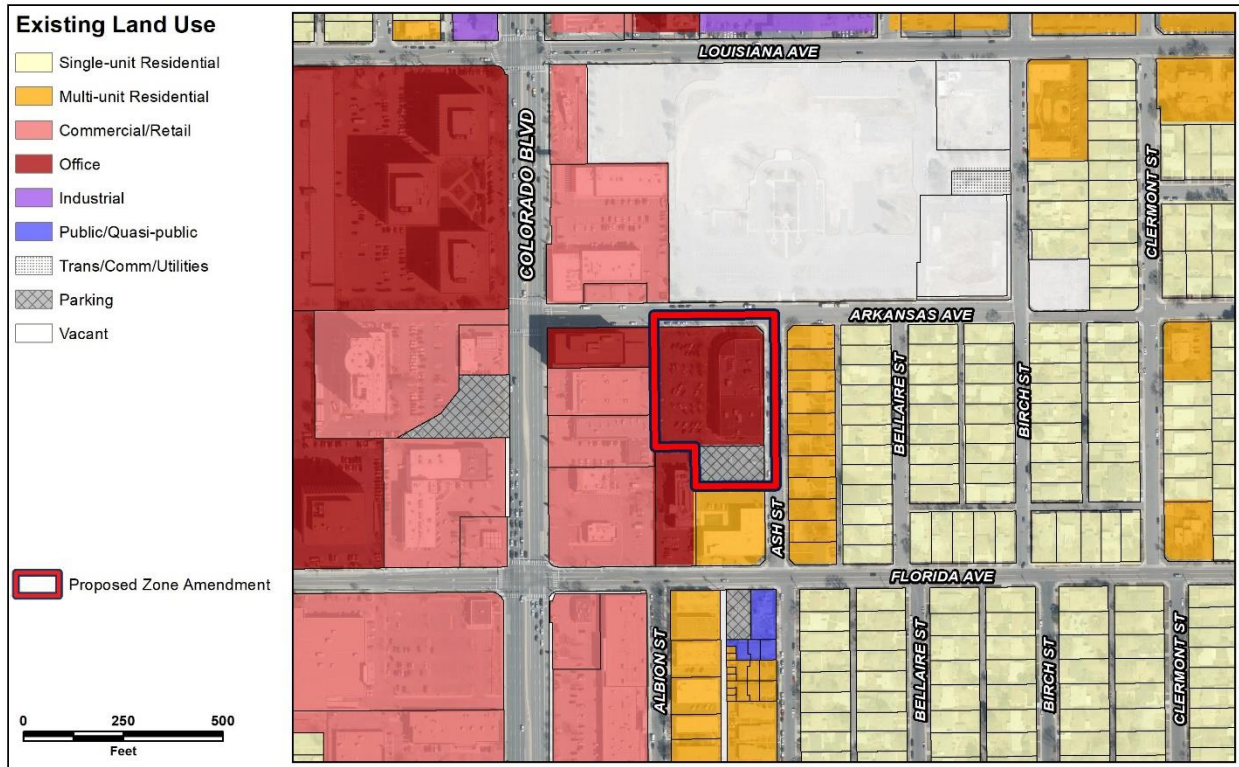 Existing Land Use
Single-unit Residential
Multi-unit Residential
Commercial/Retail
Office
Industrial
Public/Quasi-public
Trans/Comm/Utilities
Parking
Vacant
Proposed Zone Amendment
0 250 500
Feet
LOUISIANA AVE
COLORADO BLVD
CLERMONT ST
ARKANSAS AVE
BELLAIRE ST
BIRCH ST
ASH ST
FLORIDA AVE
ALBION ST
BELLAIRE ST
BIRCH ST
CLERMONT ST